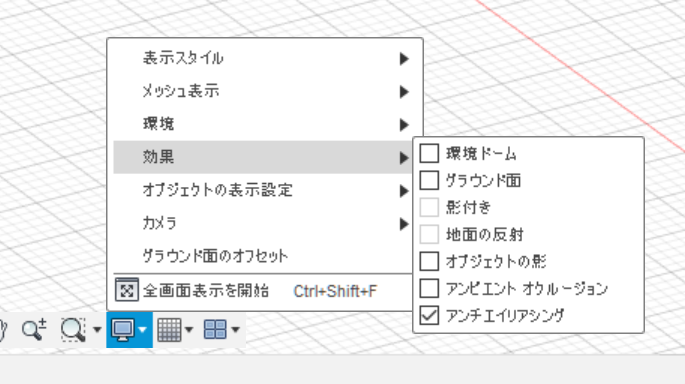 表示スタイル
メッシュ表示
環境
効果
オブジェクトの表示設定
カメラ
グラウンド面のオフセット
全画面表示を開始 Ctrl+Shift+F
環境ドーム
グラウンド面
影付き
地面の反射
オブジェクトの影
アンビエント オクルージョン
アンチエイリアシング